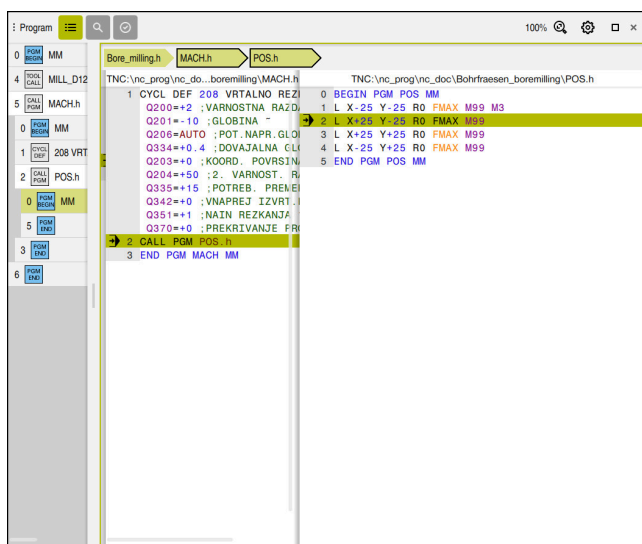 Program
100%
Bore_milling.h MACH.h POS.h
0 PGM BEGIN MM
4 TOOL CALL MILL_D12
5 CALL PGM MACH.h
0 PGM BEGIN MM
1 CYCL DEF 208 VRT
2 CALL PGM POS.h
0 PGM BEGIN MM
5 PGM END
3 PGM END
6 PGM END
TNC:\nc_prog\nc_do...boremilling\MACH.h
1 CYCL DEF 208 VRTALNO REZ
Q200=+2 ;VARNOSTNA RAZDA
Q201=-10 ;GLOBINA ~
Q206=AUTO ;POT.NAPR.GLO
Q334=+0.4 ;DOVAJALNA GLO
Q203=+0 ;KOORD. POVRSINA
Q204=+50 ;2. VARNOST. RA
Q335=+15 ;POTREB. PREME
Q342=+0 ;VNAPREJ IZVRT.
Q351=+1 ;NAIN REZKANJA
Q370=+0 ;PREKRIVANJE PRO
2 CALL PGM POS.h
3 END PGM MACH MM
TNC:\nc_prog\nc_doc\Bohrfraesen_boremilling\POS.h
0 BEGIN PGM POS MM
1 L X-25 Y-25 R0 FMAX M99 M3
2 L X+25 Y-25 R0 FMAX M99
3 L X+25 Y+25 R0 FMAX M99
4 L X-25 Y+25 R0 FMAX M99
5 END PGM POS MM